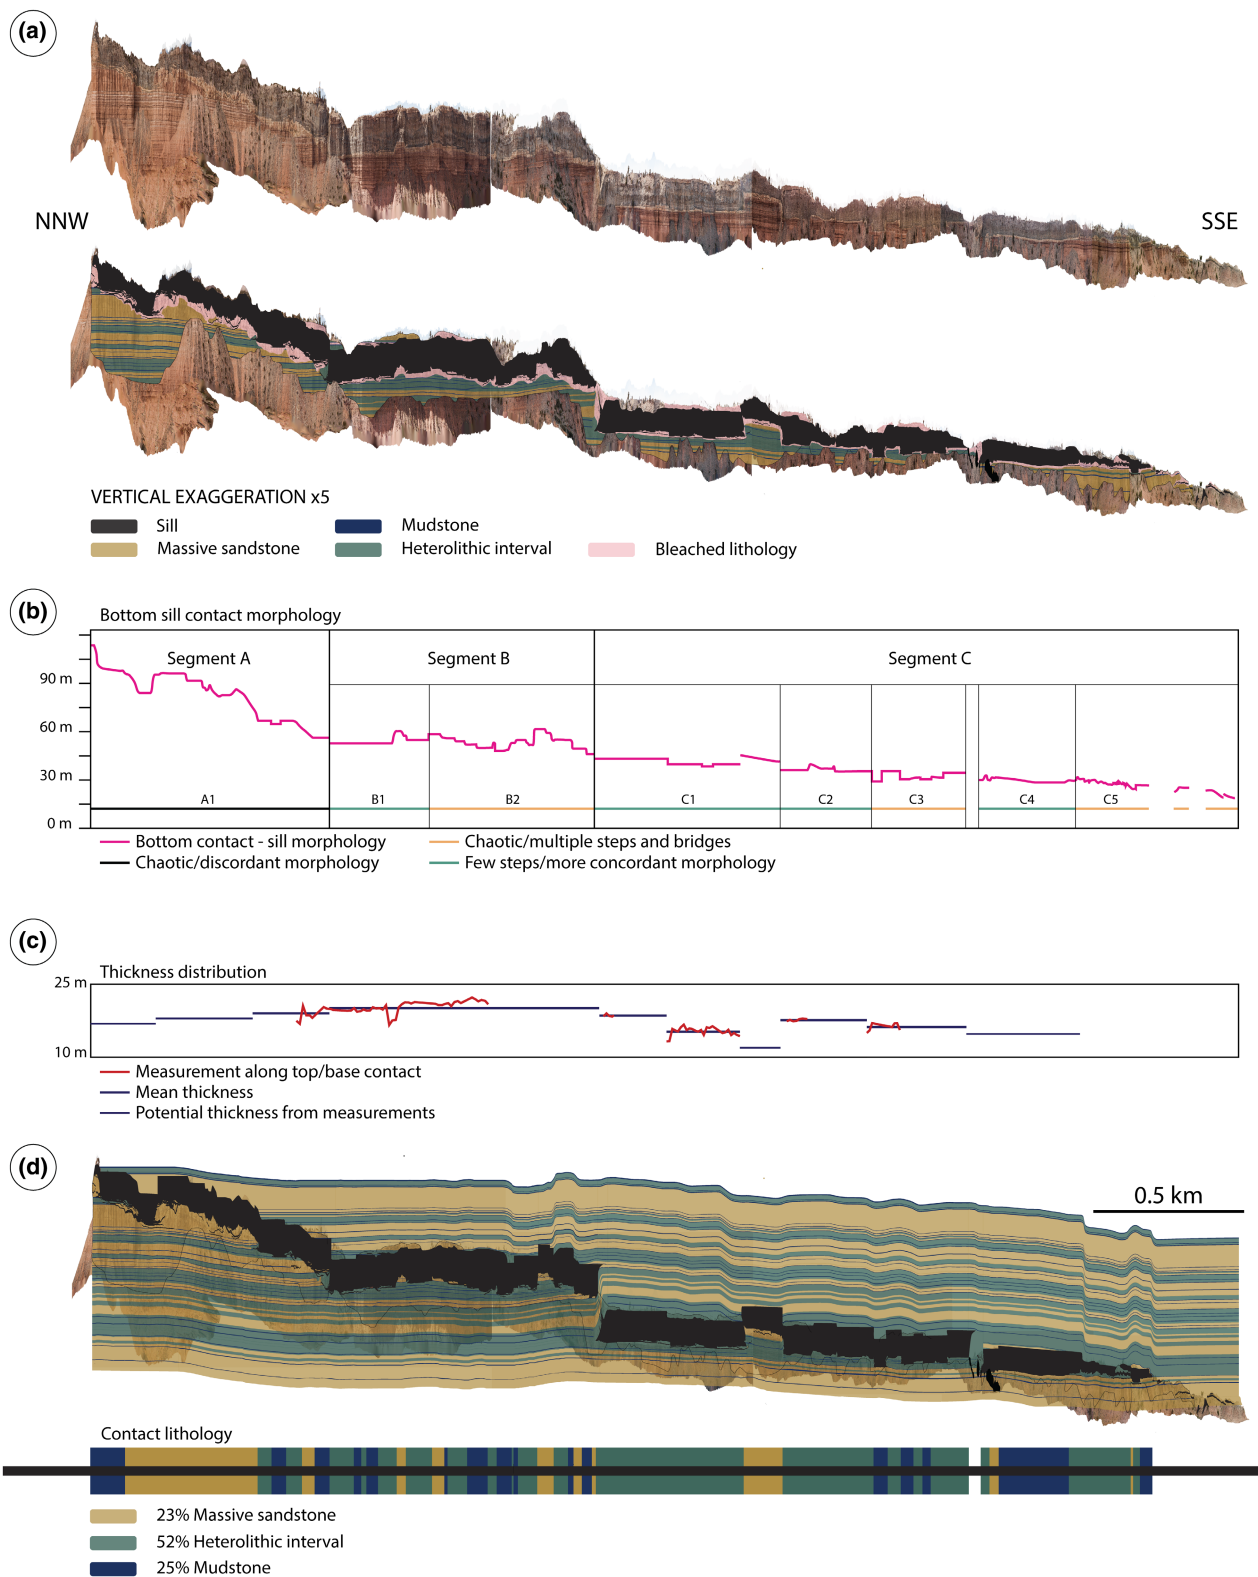 (a)
NNW
SSE
VERTICAL EXAGGERATION x5
Sill
Mudstone
Massive sandstone
Heterolithic interval
Bleached lithology
(b)
Bottom sill contact morphology
Segment A
Segment B
Segment C
90 m
60 m
30 m
0 m
A1
B1
B2
C1
C2
C3
C4
C5
Bottom contact - sill morphology
Chaotic/multiple steps and bridges
Chaotic/discordant morphology
Few steps/more concordant morphology
(c)
Thickness distribution
25 m
10 m
Measurement along top/base contact
Mean thickness
Potential thickness from measurements
(d)
0.5 km
Contact lithology
23% Massive sandstone
52% Heterolithic interval
25% Mudstone